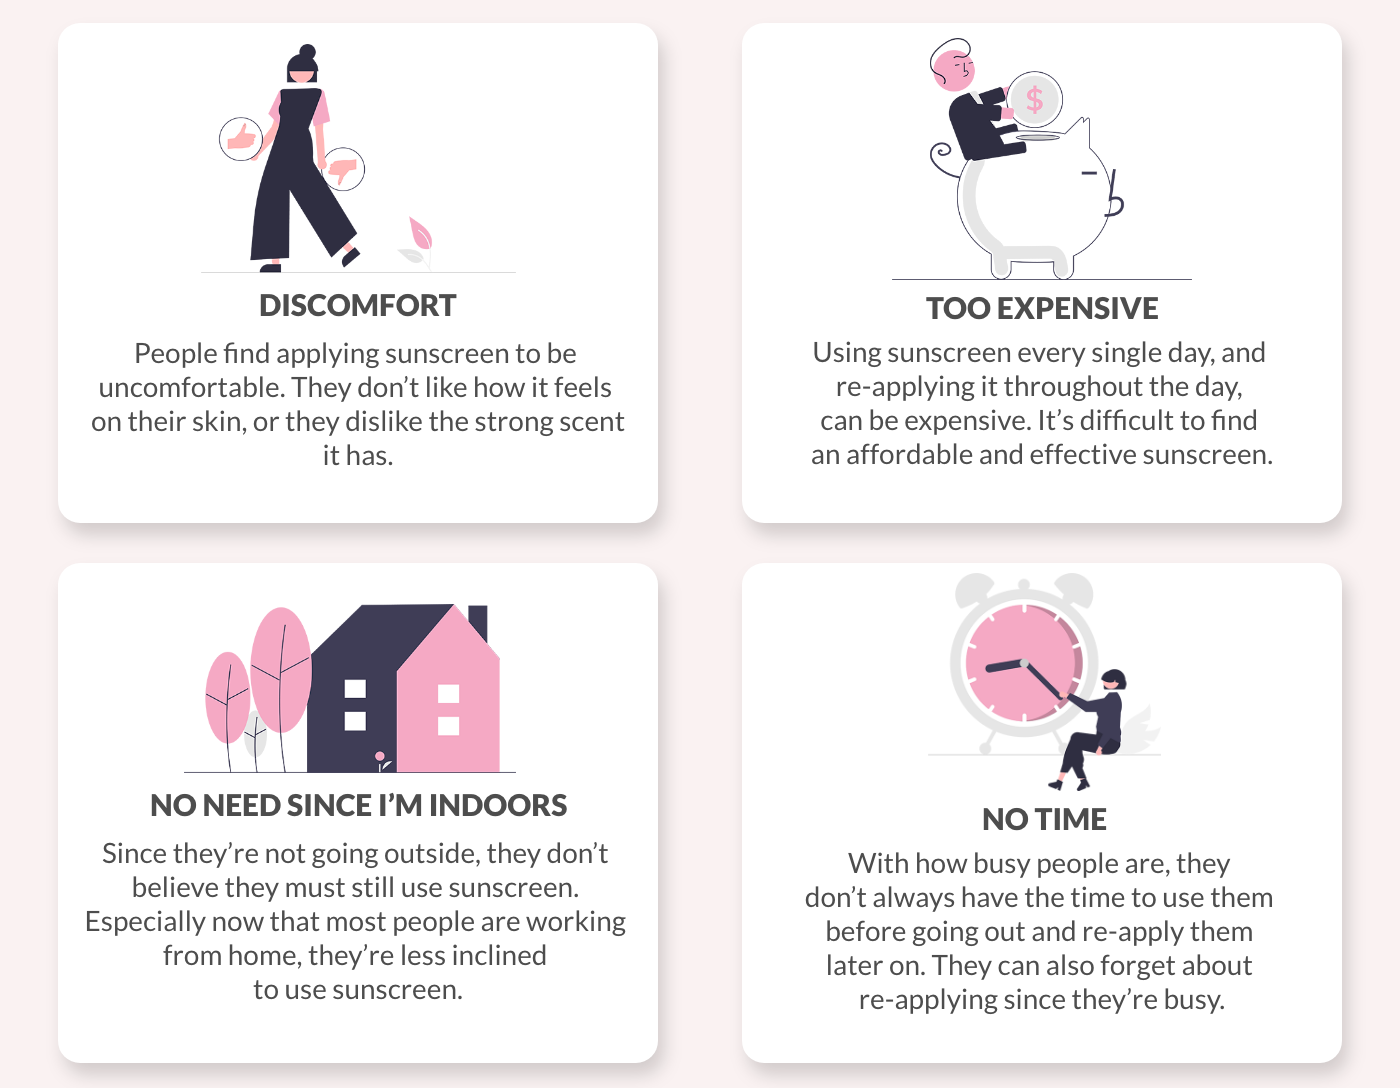 $
DISCOMFORT
People find applying sunscreen to be
uncomfortable. They don’t like how it feels
on their skin, or they dislike the strong scent
it has.
TOO EXPENSIVE
Using sunscreen every single day, and
re-applying it throughout the day,
can be expensive. It’s difficult to find
an affordable and effective sunscreen.
NO NEED SINCE I’M INDOORS
Since they’re not going outside, they don’t
believe they must still use sunscreen.
Especially now that most people are working
from home, they’re less inclined
to use sunscreen.
NO TIME
With how busy people are, they
don’t always have the time to use them
before going out and re-apply them
later on. They can also forget about
re-applying since they’re busy.